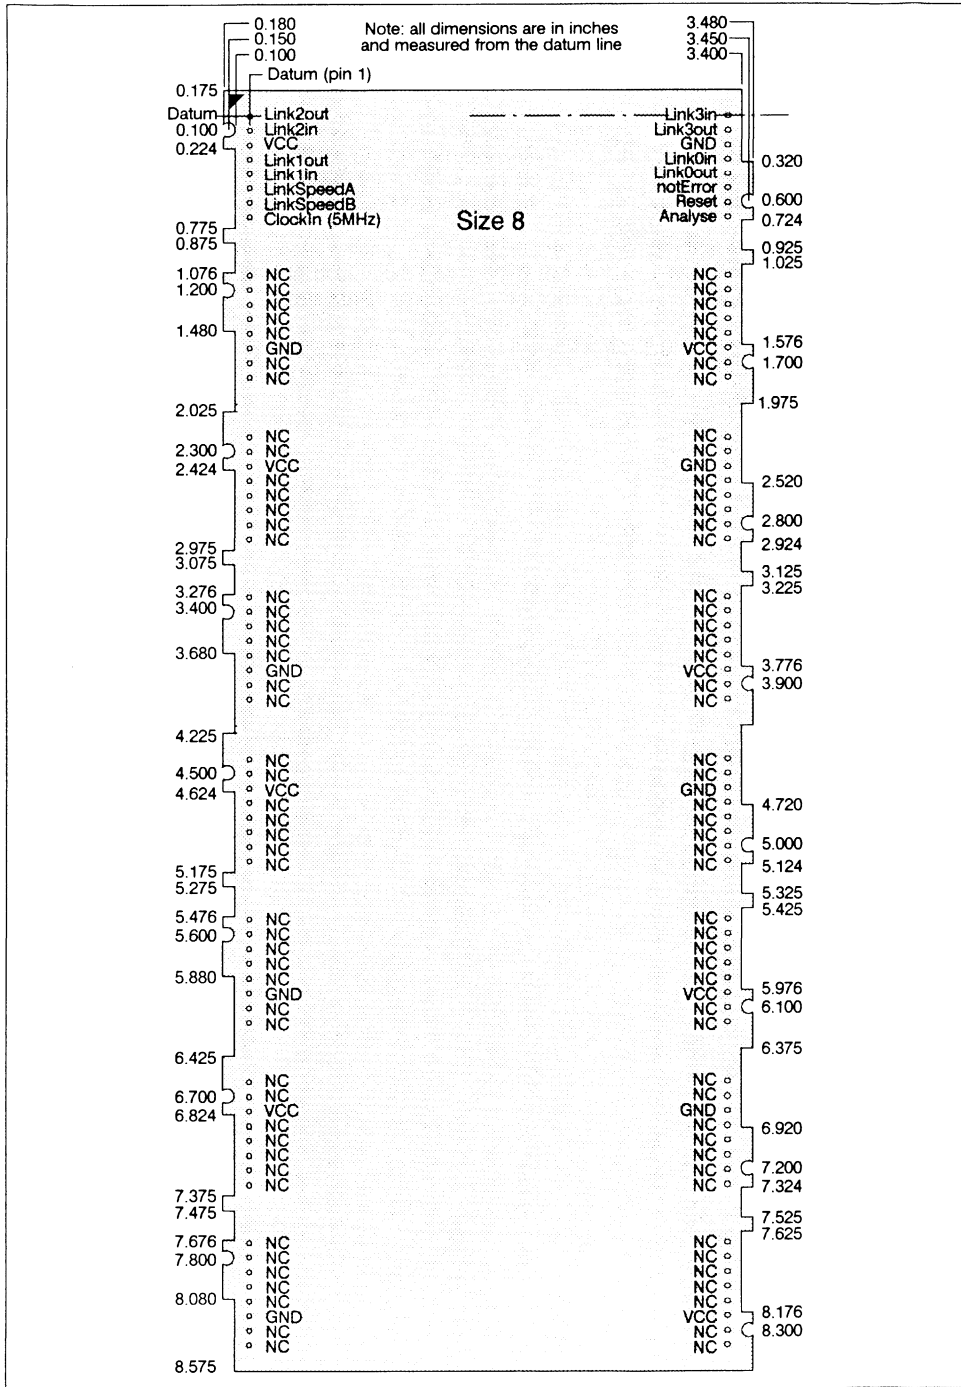 0.180 Note: all dimensions are in inches 3.480
0.150 and measured from the datum line 3.450
0.100 3.400
Datum (pin 1)
0.175
Datum Link2out Link3in
0.100 Link2in Link3out
0.224 VCC GND
Link1out Link0in 0.320
Link1in Link0out
LinkSpeedA notError
LinkSpeedB Reset 0.600
ClockIn (5MHz) Size 8 Analyse 0.724
0.775
0.875 0.925
1.025
1.076 NC NC
1.200 NC NC
NC NC
NC NC
1.480 NC NC
GND VCC 1.576
NC NC 1.700
NC NC
1.975
2.025
NC NC
2.300 NC NC
2.424 VCC GND
NC NC 2.520
NC NC
NC NC
NC NC 2.800
NC NC 2.924
2.975
3.075 3.125
3.225
3.276 NC NC
3.400 NC NC
NC NC
NC NC
3.680 NC NC
GND VCC 3.776
NC NC 3.900
NC NC
4.225
NC NC
4.500 NC NC
4.624 VCC GND
NC NC 4.720
NC NC
NC NC
NC NC 5.000
NC NC 5.124
5.175
5.275 5.325
5.425
5.476 NC NC
5.600 NC NC
NC NC
NC NC
5.880 NC NC
GND VCC 5.976
NC NC 6.100
NC NC
6.375
6.425
NC NC
6.700 NC NC
6.824 VCC GND
NC NC 6.920
NC NC
NC NC
NC NC 7.200
NC NC 7.324
7.375
7.475 7.525
7.625
7.676 NC NC
7.800 NC NC
NC NC
NC NC
8.080 NC NC
GND VCC 8.176
NC NC 8.300
NC NC
8.575